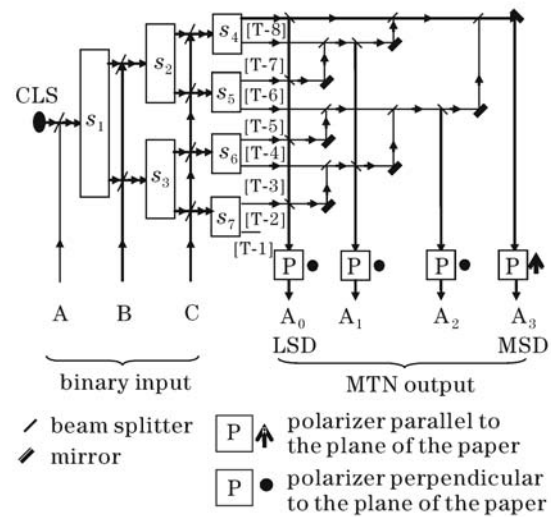 CLS
s1
s2
s3
s4
s5
s6
s7
[T-8]
[T-7]
[T-6]
[T-5]
[T-4]
[T-3]
[T-2]
[T-1]
P P P P
A B C A0 A1 A2 A3
LSD MSD
binary input MTN output
beam splitter
mirror
P polarizer parallel to
the plane of the paper
P polarizer perpendicular
to the plane of the paper